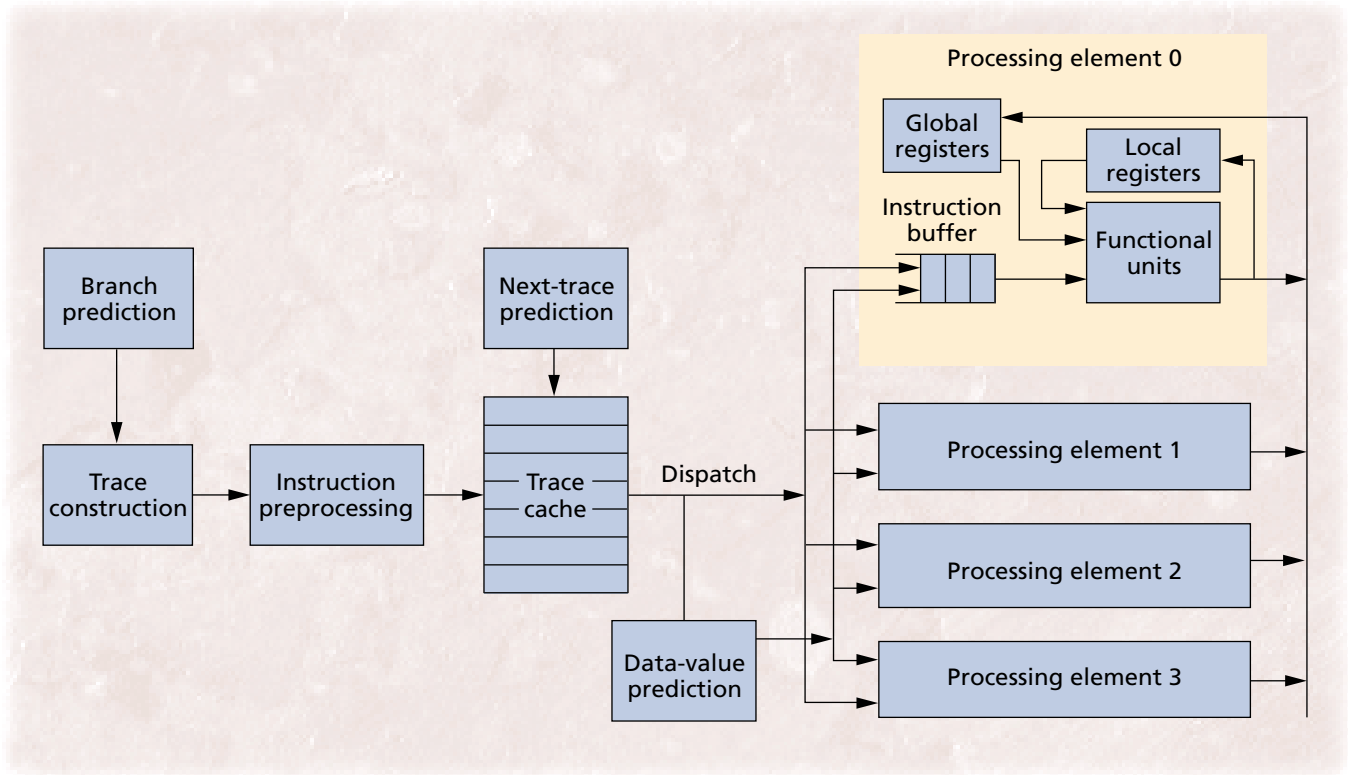 Processing element 0
Global
registers
Local
registers
Instruction
buffer
Functional
units
Branch
prediction
Next-trace
prediction
Trace
construction
Instruction
preprocessing
Trace
cache
Dispatch
Data-value
prediction
Processing element 1
Processing element 2
Processing element 3